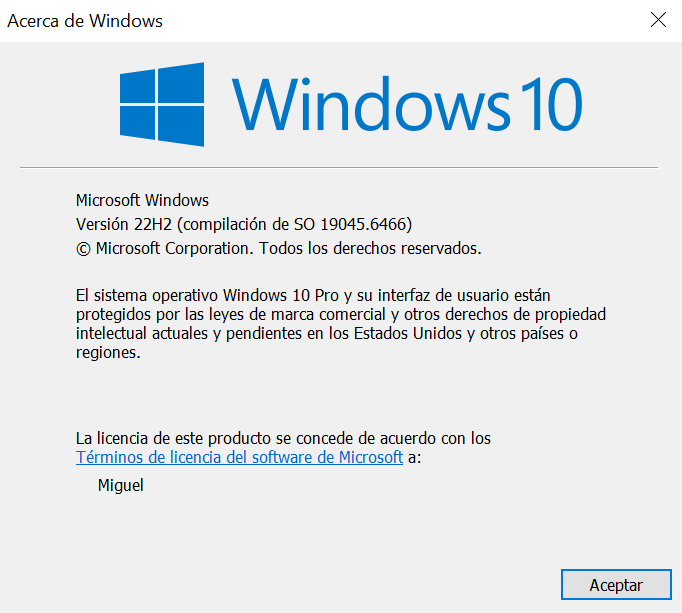 Acerca de Windows
Windows 10
Microsoft Windows
Versión 22H2 (compilación de SO 19045.6466)
© Microsoft Corporation. Todos los derechos reservados.
El sistema operativo Windows 10 Pro y su interfaz de usuario están
protegidos por las leyes de marca comercial y otros derechos de propiedad
intelectual actuales y pendientes en los Estados Unidos y otros países o
regiones.
La licencia de este producto se concede de acuerdo con los
Términos de licencia del software de Microsoft a:
Miguel
Aceptar